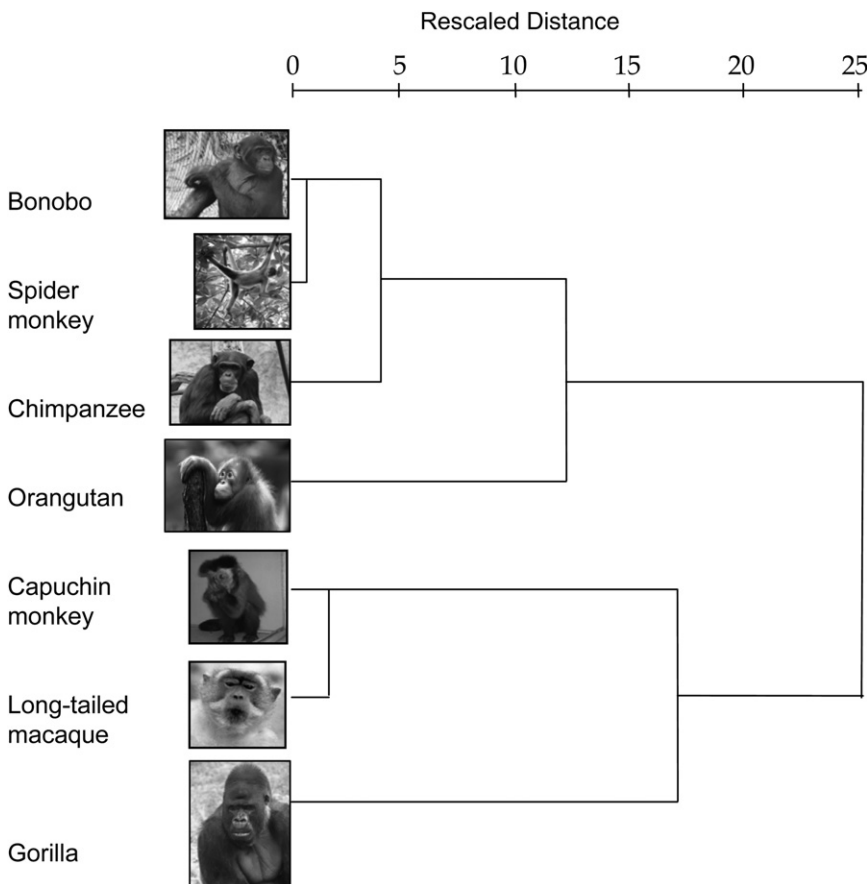 Rescaled Distance
0 5 10 15 20 25
Bonobo
Spider
monkey
Chimpanzee
Orangutan
Capuchin
monkey
Long-tailed
macaque
Gorilla